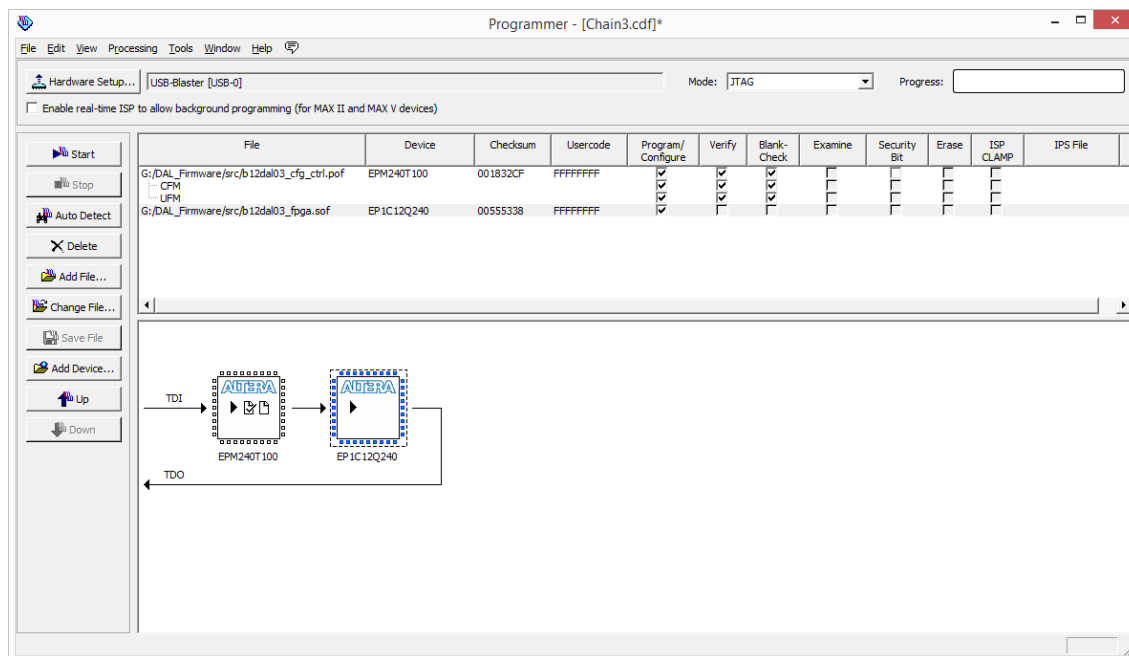 Programmer - [Chain3.cdf]*
File Edit View Processing Tools Window Help
Hardware Setup... USB-Blaster [USB-0] Mode: JTAG Progress:
Enable real-time ISP to allow background programming (for MAX II and MAX V devices)
Start
Stop
Auto Detect
Delete
Add File...
Change File...
Save File
Add Device...
Up
Down
File Device Checksum Usercode Program/ Verify Blank- Examine Security Erase ISP IPS File
Configure Check Bit CLAMP
G:/DAL_Firmware/src/b12dal03_cfg_ctrl.pof EPM240T100 001832CF FFFFFFFF
CFM
UFM
G:/DAL_Firmware/src/b12dal03_fpga.sof EP1C12Q240 00555338 FFFFFFFF
ALTERA ALTERA
TDI
EPM240T100 EP1C12Q240
TDO